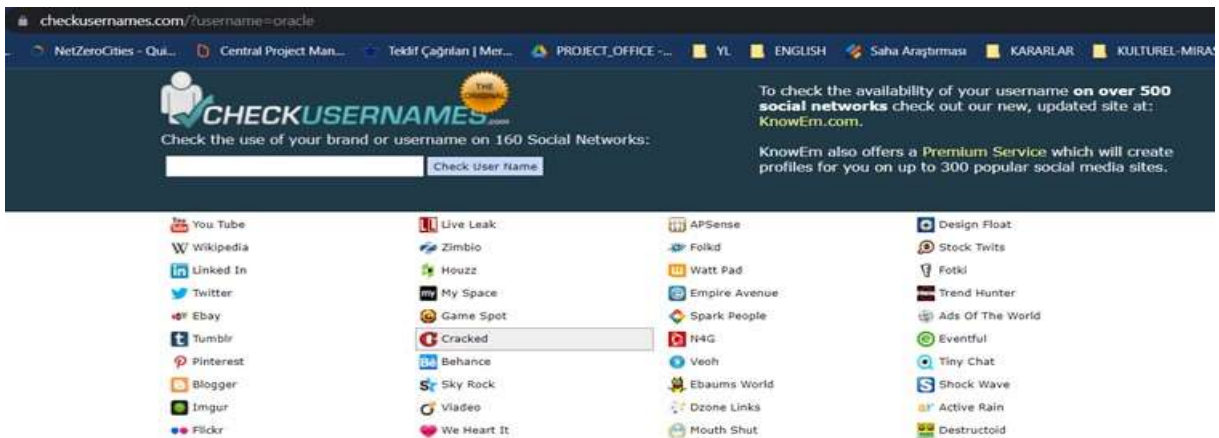 checkusernames.com/?username=oracle
NetZeroCities - Qui... Central Project Man... Teklif Çağrıları | Mer... PROJECT_OFFICE -... YL ENGLISH Saha Araştırması KARARLAR KULTUREL-MIRAS
THE ORIGINAL
CHECKUSERNAMES.com
Check the use of your brand or username on 160 Social Networks:
Check User Name
To check the availability of your username on over 500
social networks check out our new, updated site at:
KnowEm.com.
KnowEm also offers a Premium Service which will create
profiles for you on up to 300 popular social media sites.
You Tube Live Leak APSense Design Float
Wikipedia Zimbio Folkd Stock Twits
Linked In Houzz Watt Pad Fotki
Twitter My Space Empire Avenue Trend Hunter
Ebay Game Spot Spark People Ads Of The World
Tumblr Cracked N4G Eventful
Pinterest Behance Veoh Tiny Chat
Blogger Sky Rock Ebaums World Shock Wave
Imgur Viadeo Dzone Links Active Rain
Flickr We Heart It Mouth Shut Destructoid